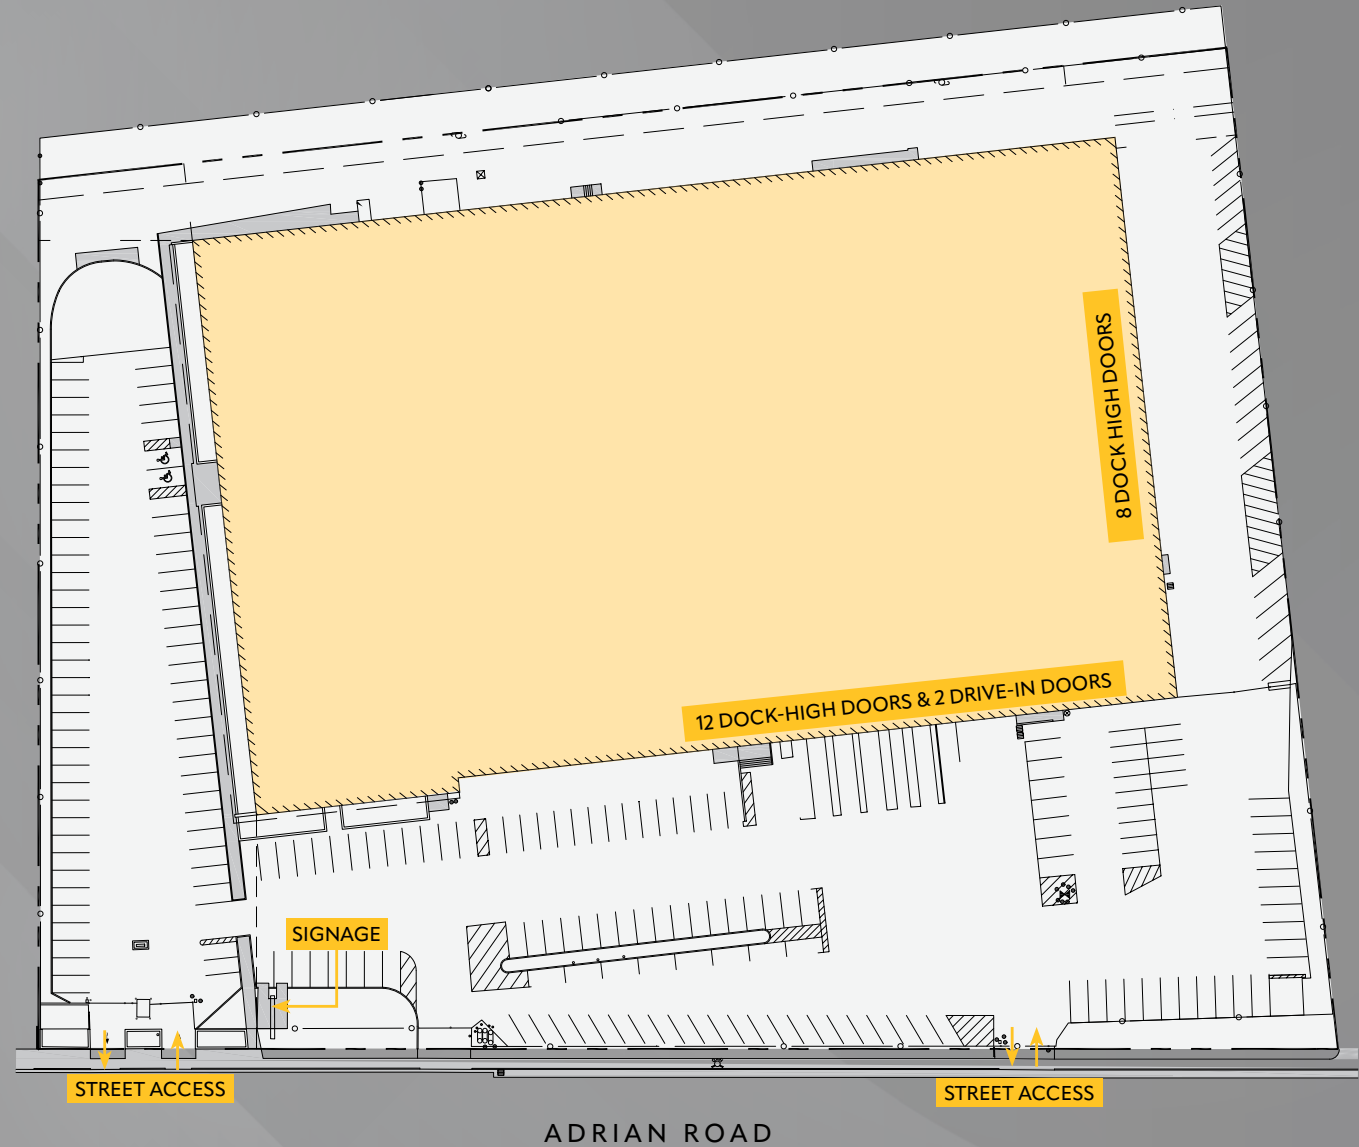 8 DOCK HIGH DOORS
12 DOCK-HIGH DOORS & 2 DRIVE-IN DOORS
SIGNAGE
STREET ACCESS
STREET ACCESS
ADRIAN ROAD